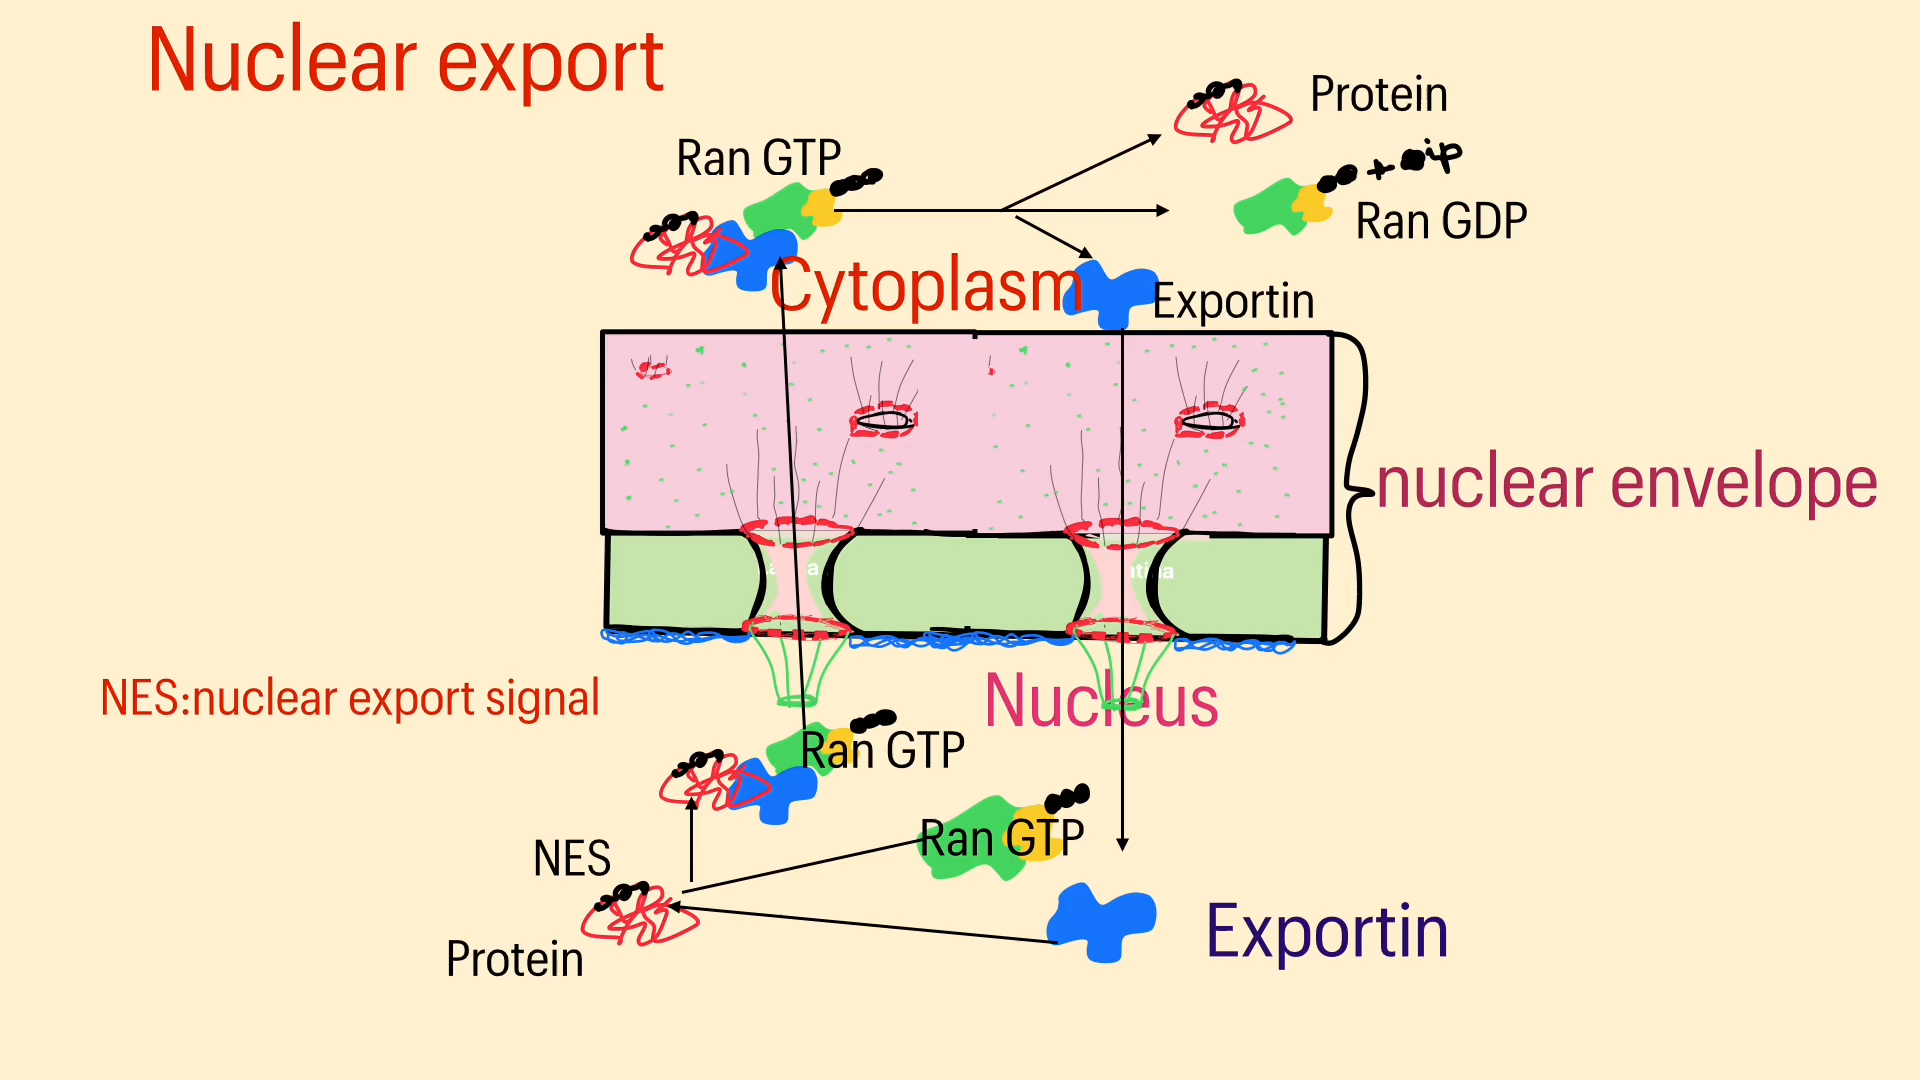 Nuclear export
Protein
Ran GTP
+ ip
Ran GDP
Cytoplasm
Exportin
nuclear envelope
Nucleus
NES:nuclear export signal
Ran GTP
Ran GTP
NES
Exportin
Protein